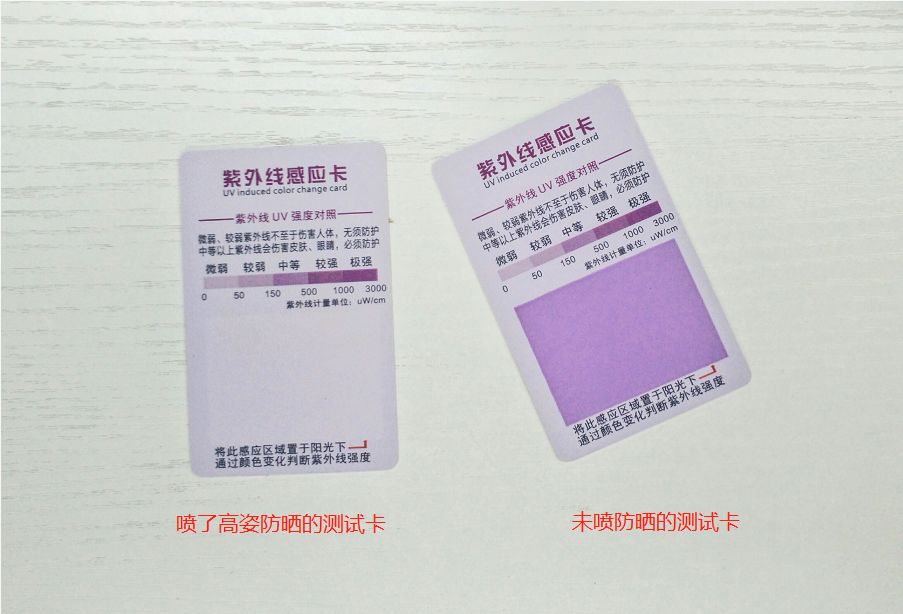 紫外线感应卡
UV induced color change card
紫外线 UV 强度对照
微弱、较弱紫外线不至于伤害人体，无须防护
中等以上紫外线会伤害皮肤、眼睛，必须防护
微弱 较弱 中等 较强 极强
0 50 150 500 1000 3000
紫外线计量单位：uW/cm
将此感应区域置于阳光下
通过颜色变化判断紫外线强度
喷了高姿防晒的测试卡
紫外线感应卡
UV induced color change card
紫外线 UV 强度对照
微弱、较弱紫外线不至于伤害人体，无须防护
中等以上紫外线会伤害皮肤、眼睛，必须防护
微弱 较弱 中等 较强 极强
0 50 150 500 1000 3000
紫外线计量单位：uW/cm
将此感应区域置于阳光下
通过颜色变化判断紫外线强度
未喷防晒的测试卡